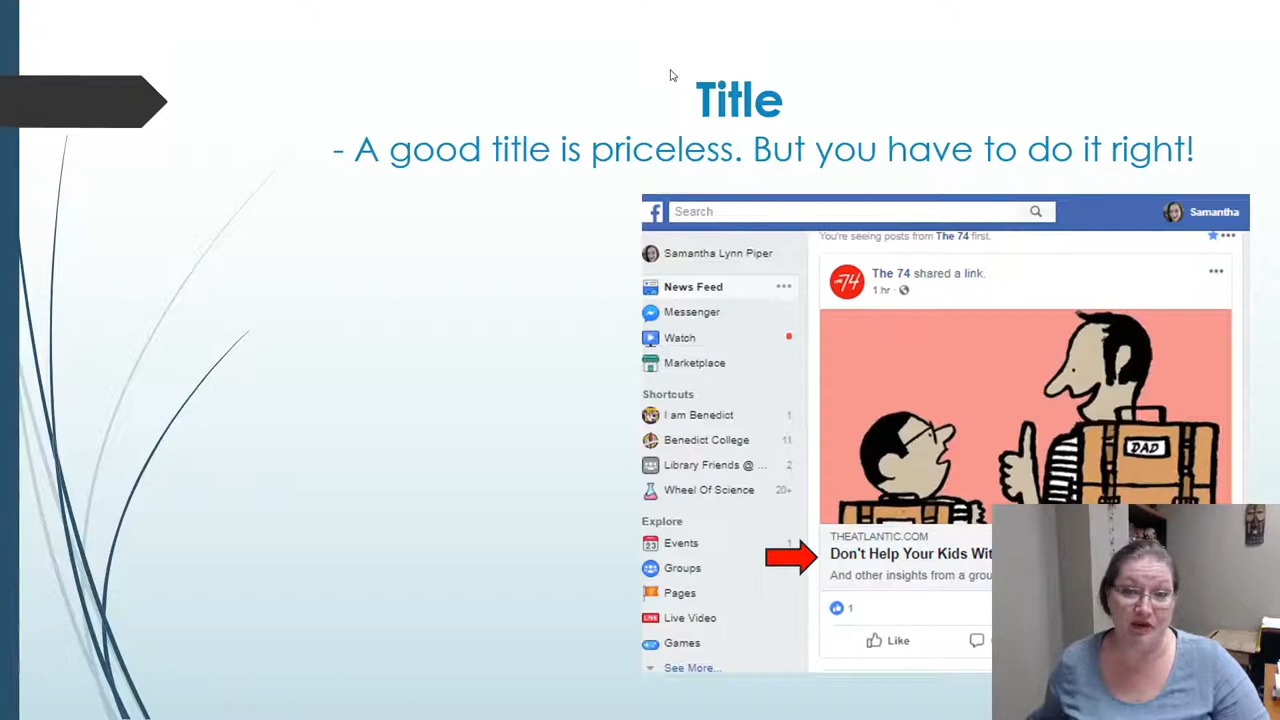 Title
- A good title is priceless. But you have to do it right!
Search
Samantha
Samantha Lynn Piper
News Feed
Messenger
Watch
Marketplace
Shortcuts
I am Benedict 1
Benedict College 11
Library Friends @ ... 2
Wheel Of Science 20+
Explore
23 Events 1
Groups
Pages
LIVE Live Video
Games
See More...
You're seeing posts from The 74 first.
The 74 shared a link.
1 hr
DAD
THEATLANTIC.COM
Don't Help Your Kids Wit
And other insights from a grou
1
Like